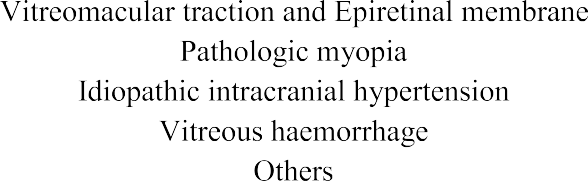 Vitreomacular traction and Epiretinal membrane
Pathologic myopia
Idiopathic intracranial hypertension
Vitreous haemorrhage
Others